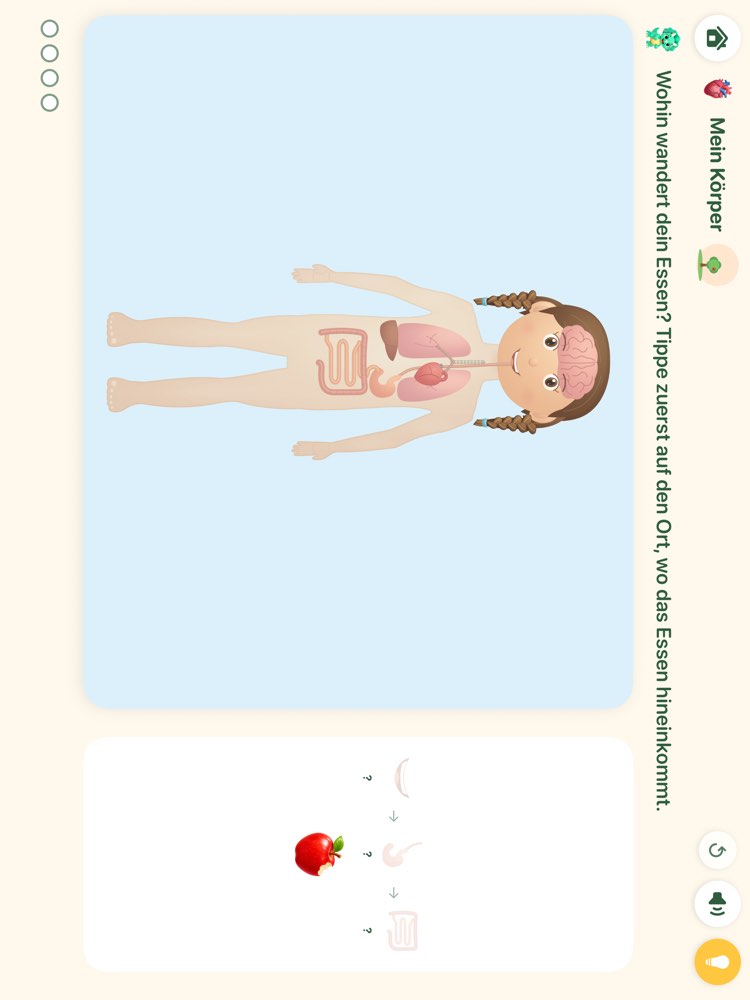 Mein Körper
Wohin wandert dein Essen? Tippe zuerst auf den Ort, wo das Essen hineinkommt.
? ? ?